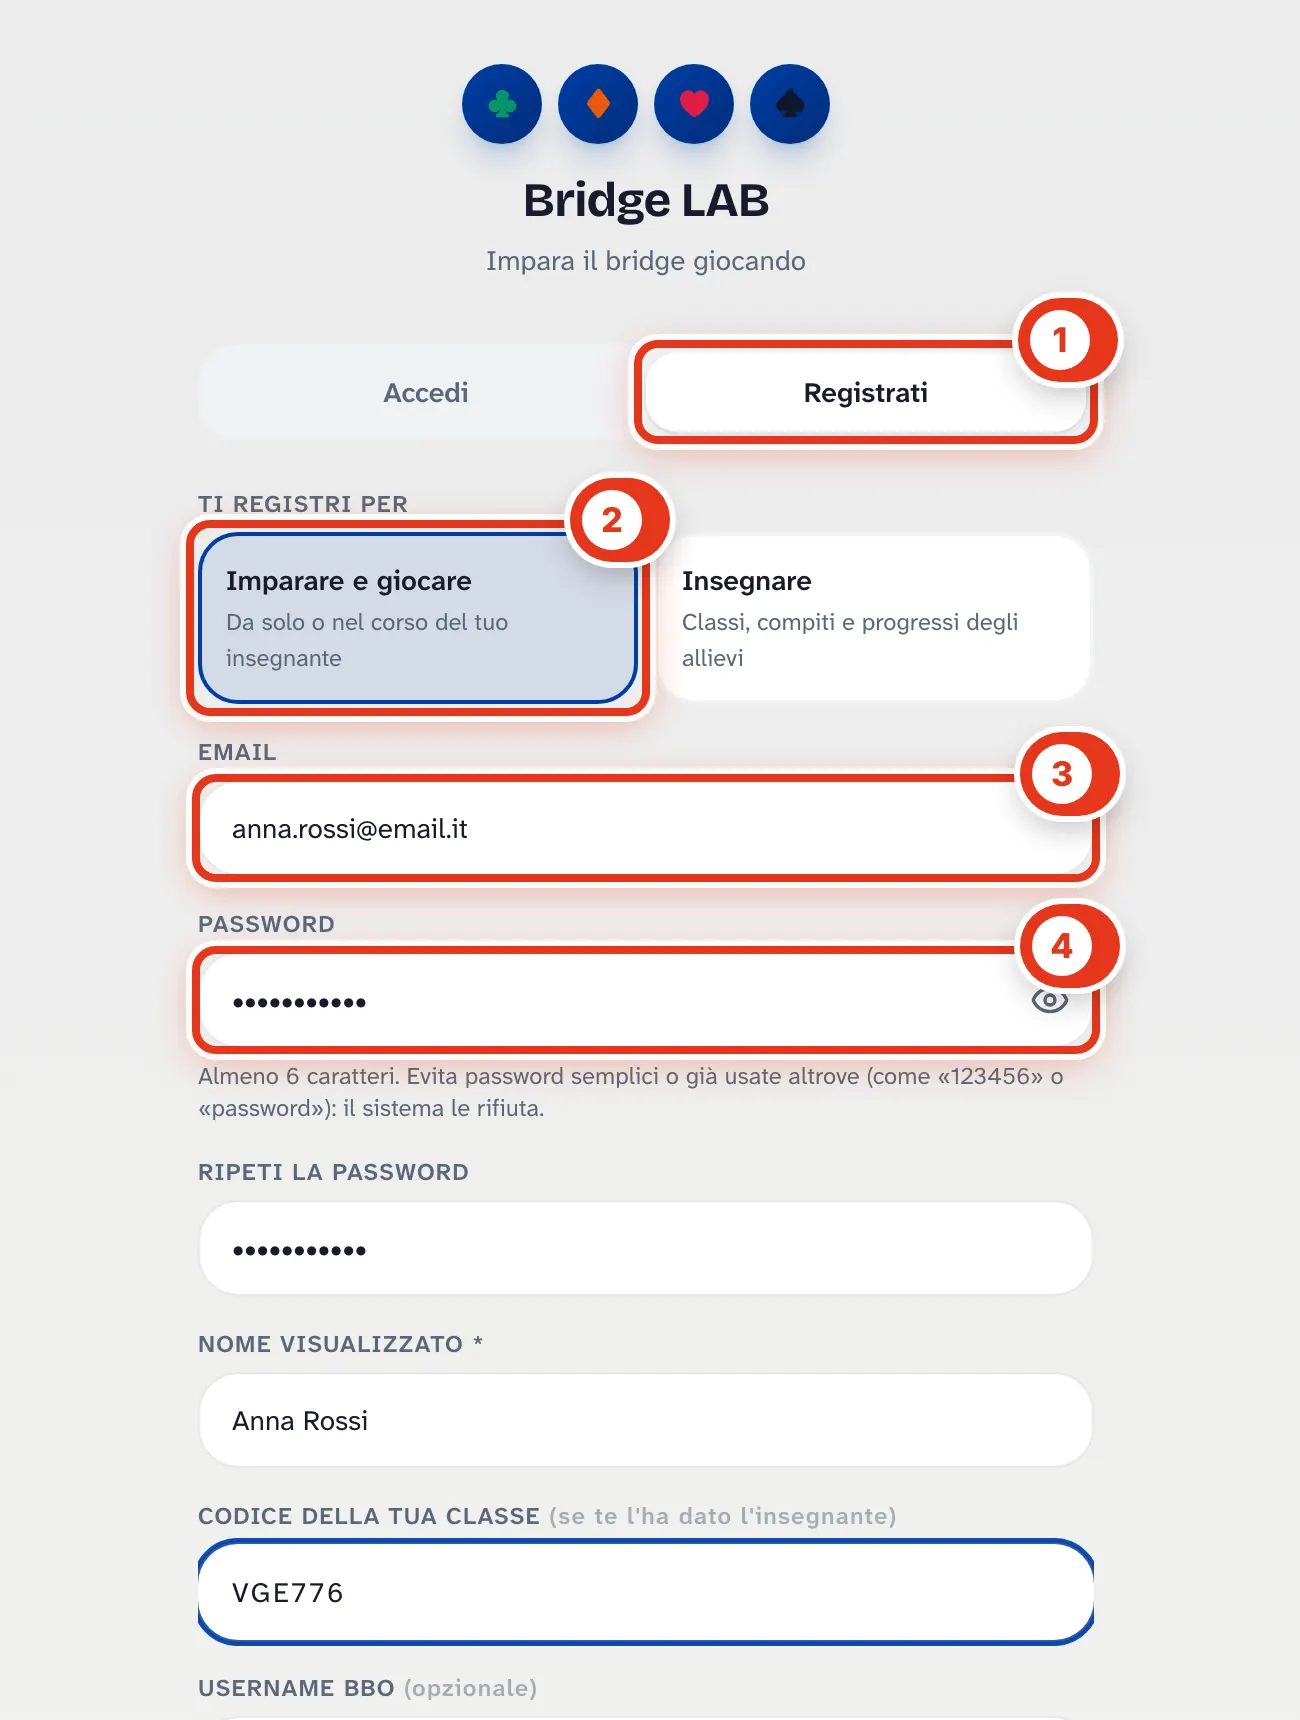 Bridge LAB
Impara il bridge giocando
1
Accedi
Registrati
TI REGISTRI PER
2
Imparare e giocare
Da solo o nel corso del tuo
insegnante
Insegnare
Classi, compiti e progressi degli
allievi
EMAIL
3
anna.rossi@email.it
PASSWORD
4
•••••••••••
Almeno 6 caratteri. Evita password semplici o già usate altrove (come «123456» o
«password»): il sistema le rifiuta.
RIPETI LA PASSWORD
•••••••••••
NOME VISUALIZZATO *
Anna Rossi
CODICE DELLA TUA CLASSE (se te l'ha dato l'insegnante)
VGE776
USERNAME BBO (opzionale)